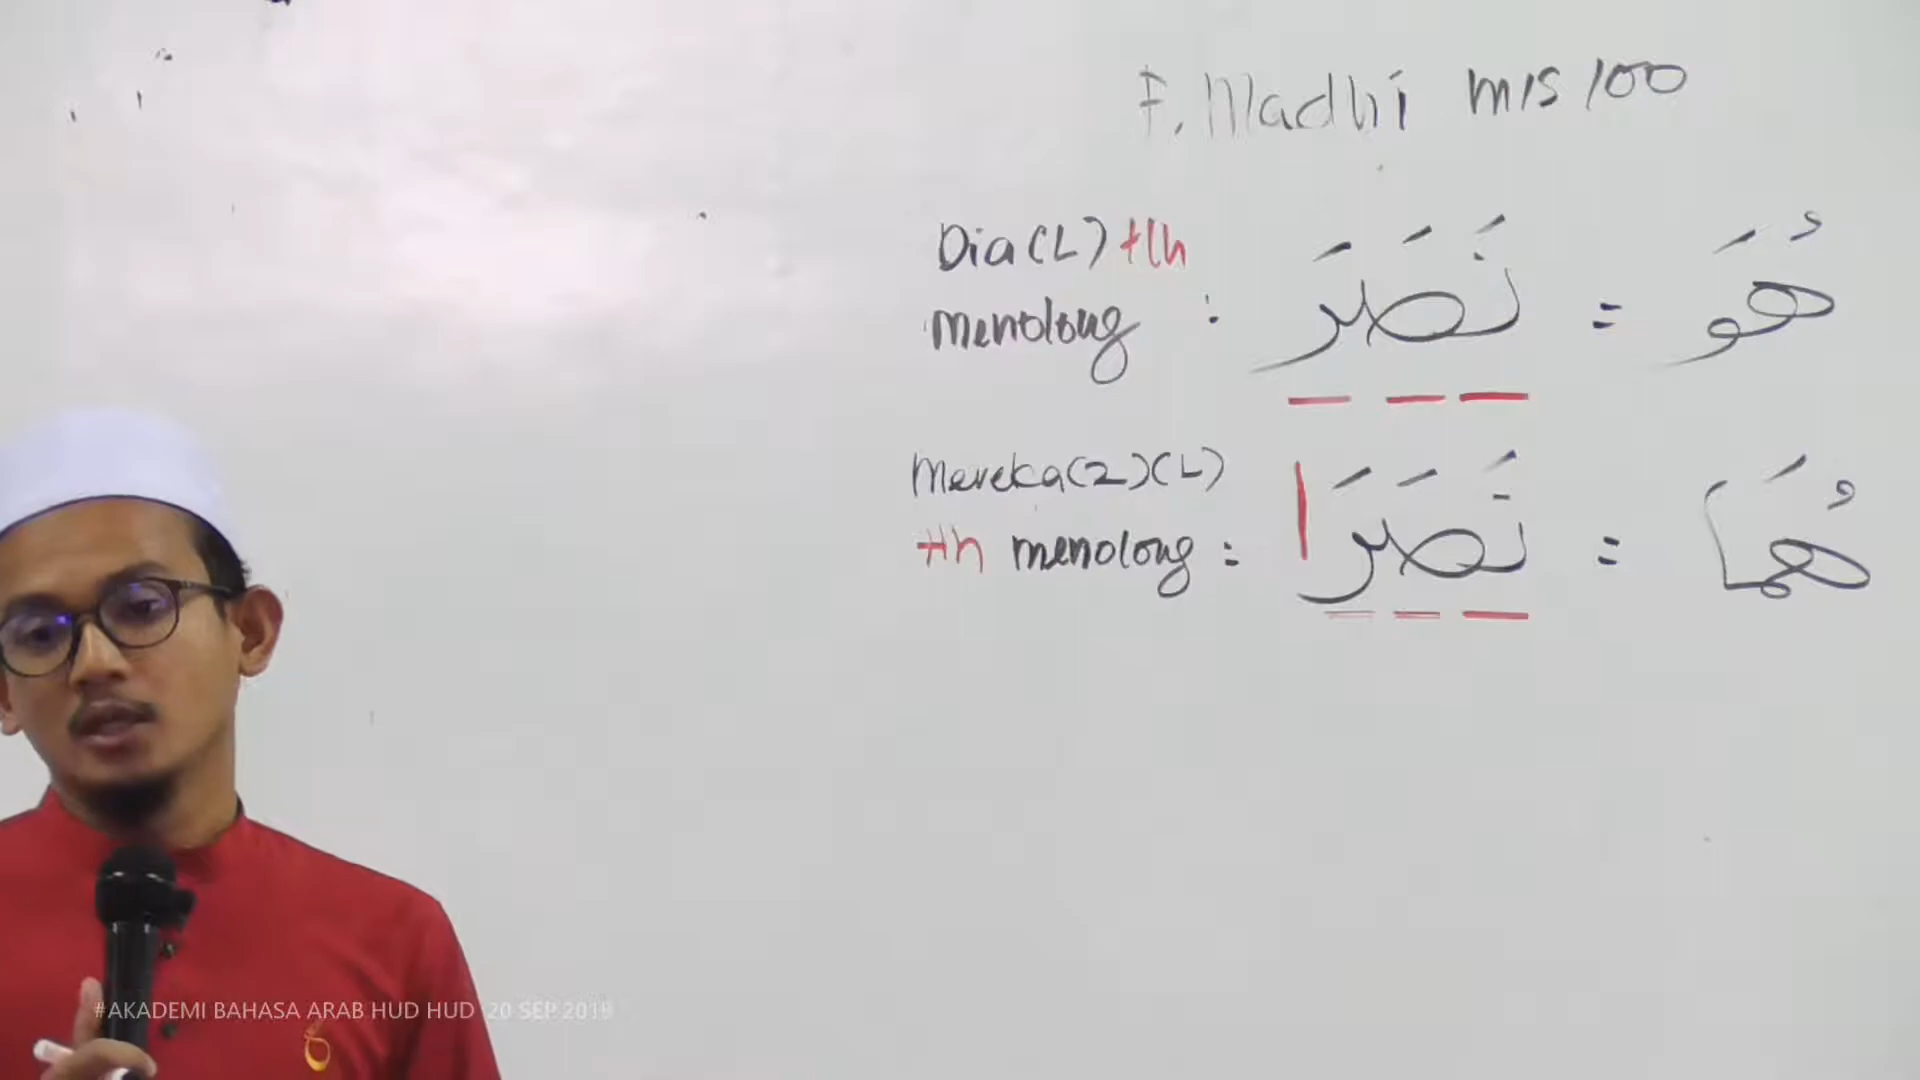 F. Madhi m/s 100
Dia (L) tlh
menolong : نَصَرَ = هُوَ
Mereka (2) (L)
tlh menolong : نَصَرَا = هُمَا
#AKADEMI BAHASA ARAB HUD HUD 20 SEP 2019